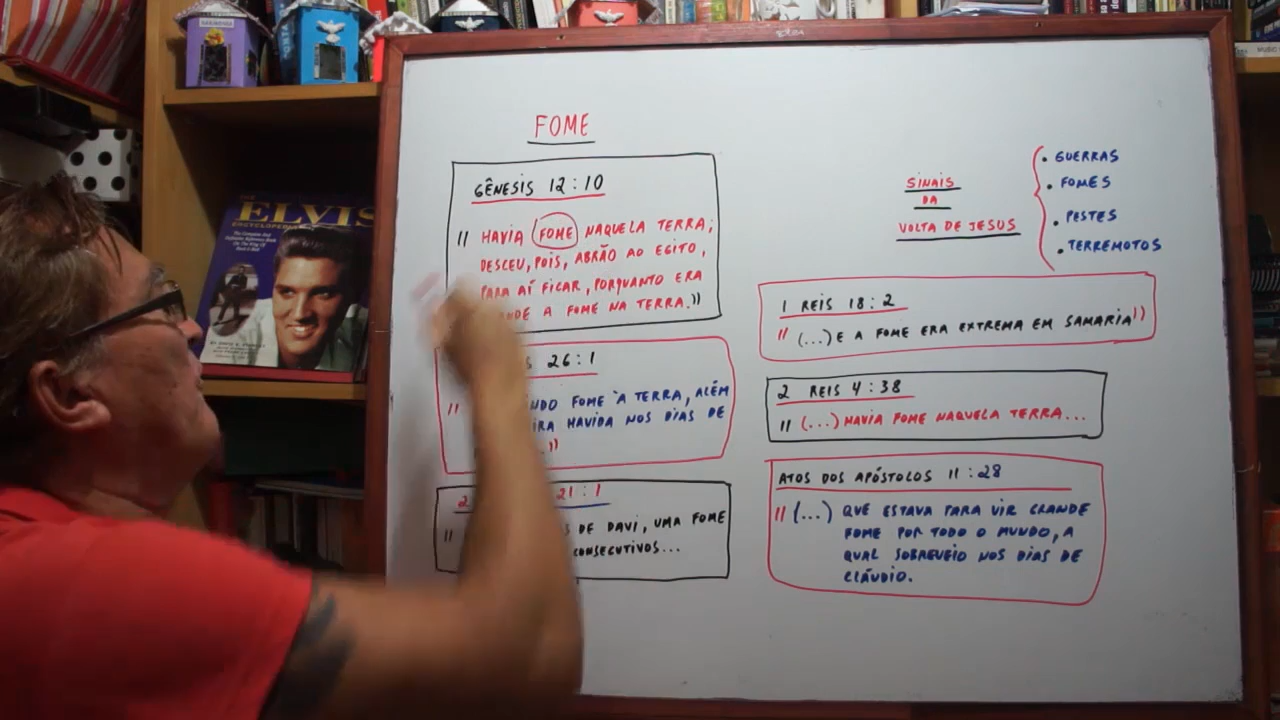 FOME
GÊNESIS 12:10
" HAVIA FOME NAQUELA TERRA;
DESCEU, POIS, ABRÃO AO EGITO,
PARA AÍ FICAR, PORQUANTO ERA
A FOME NA TERRA."
26:1
" FOME À TERRA, ALÉM
HAVIDA NOS DIAS DE
"
2 21:1
" DE DAVI, UMA FOME
CONSECUTIVOS...
SINAIS
DA
VOLTA DE JESUS
• GUERRAS
• FOMES
• PESTES
• TERREMOTOS
1 REIS 18:2
" (...) E A FOME ERA EXTREMA EM SAMARIA"
2 REIS 4:38
" (...) HAVIA FOME NAQUELA TERRA...
ATOS DOS APÓSTOLOS 11:28
" (...) QUE ESTAVA PARA VIR GRANDE
FOME POR TODO O MUNDO, A
QUAL SOBREVEIO NOS DIAS DE
CLÁUDIO.
ELVIS
ENCYCLOPEDIA